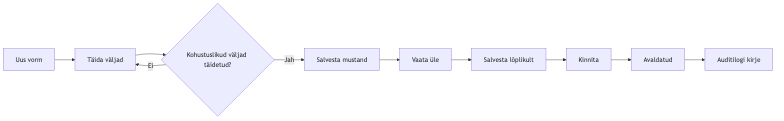 Uus vorm
Täida väljad
Ei
Kohustuslikud väljad
täidetud?
Jah
Salvesta mustand
Vaata üle
Salvesta lõplikult
Kinnita
Avaldatud
Auditilogi kirje